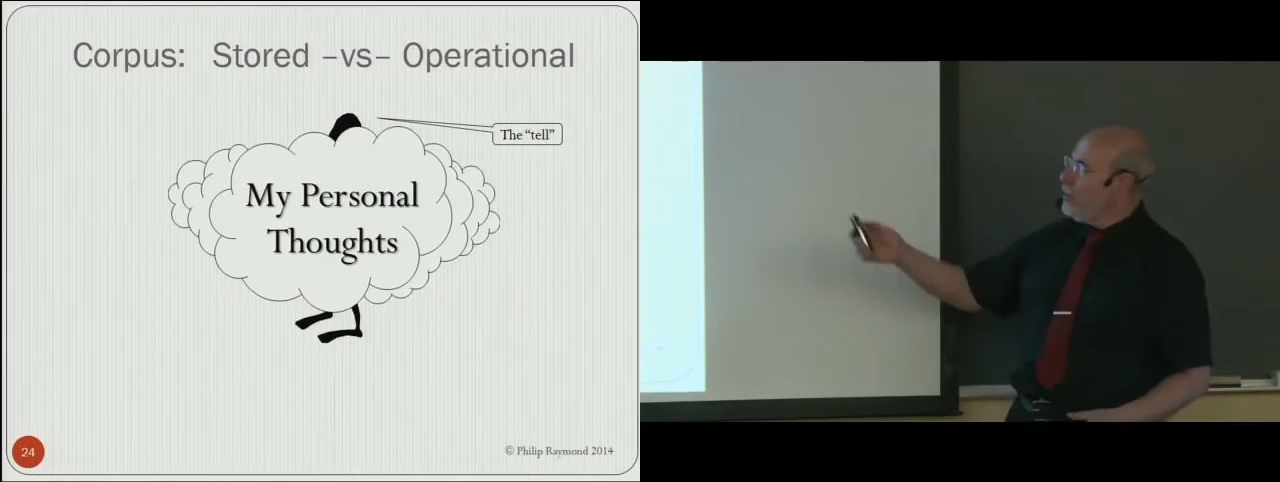 Corpus: Stored –vs– Operational
The “tell”
My Personal
Thoughts
24
© Philip Raymond 2014